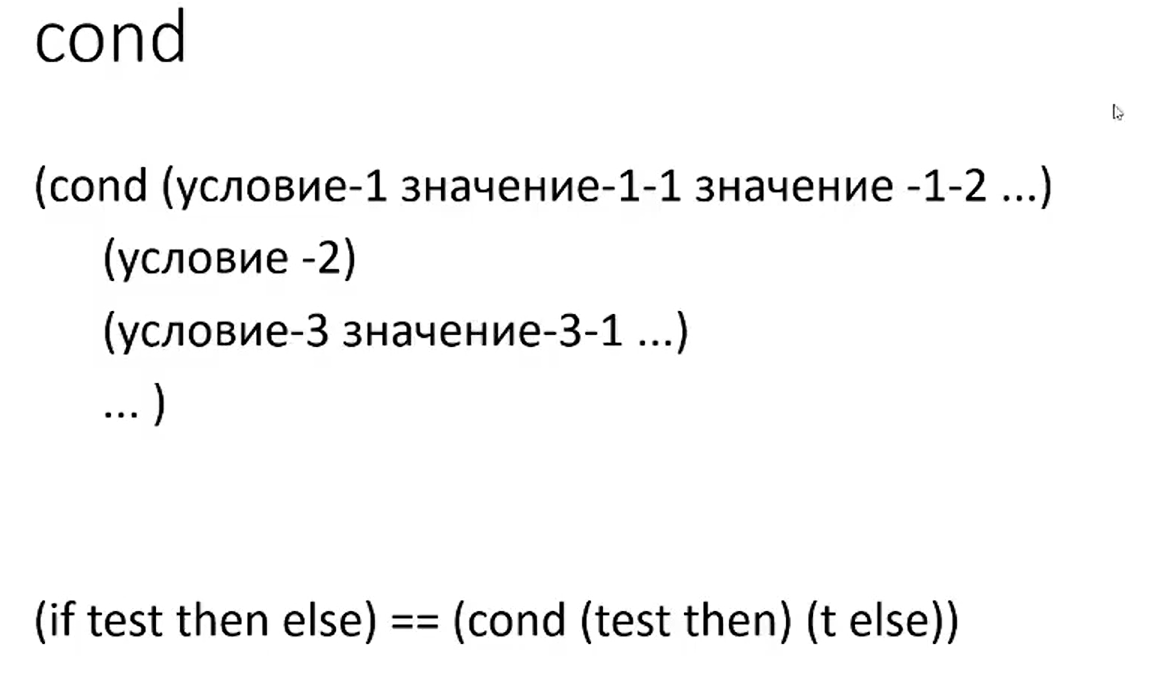 cond
(cond (условие-1 значение-1-1 значение -1-2 ...)
(условие -2)
(условие-3 значение-3-1 ...)
... )
(if test then else) == (cond (test then) (t else))